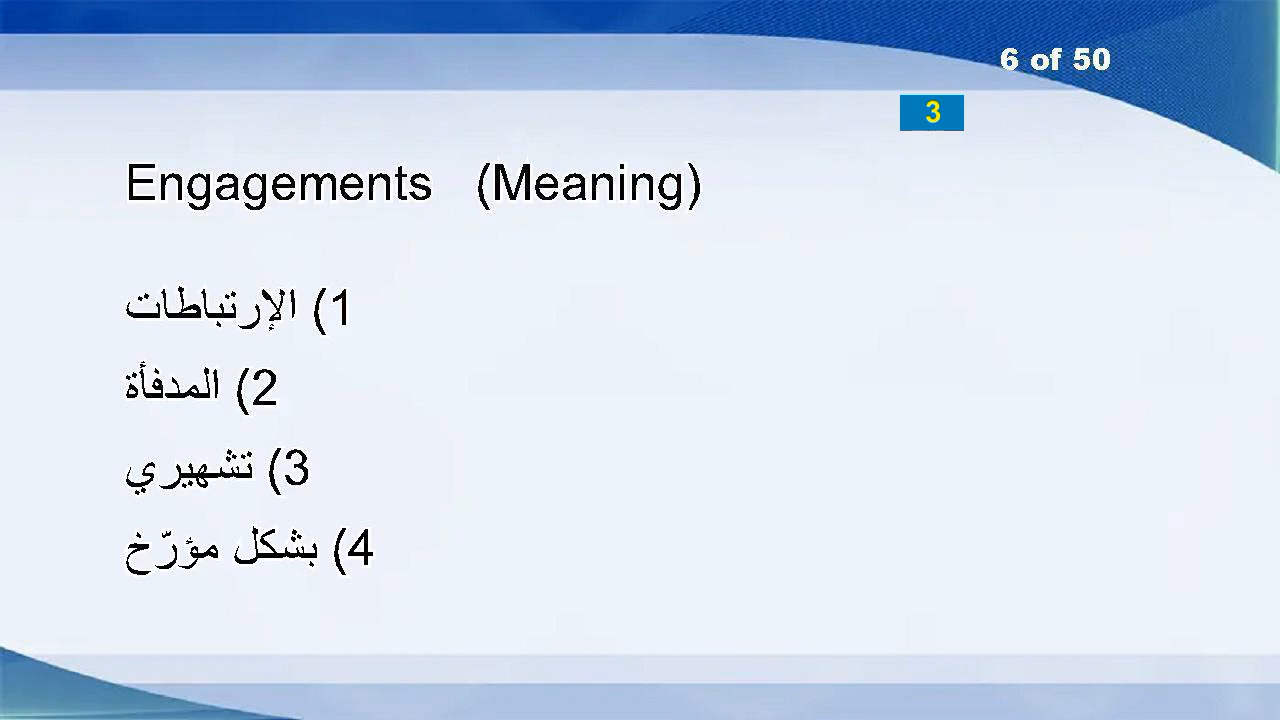 6 of 50
3
Engagements (Meaning)
1) الإرتباطات
2) المدفأة
3) تشهيري
4) بشكل مؤرّخ